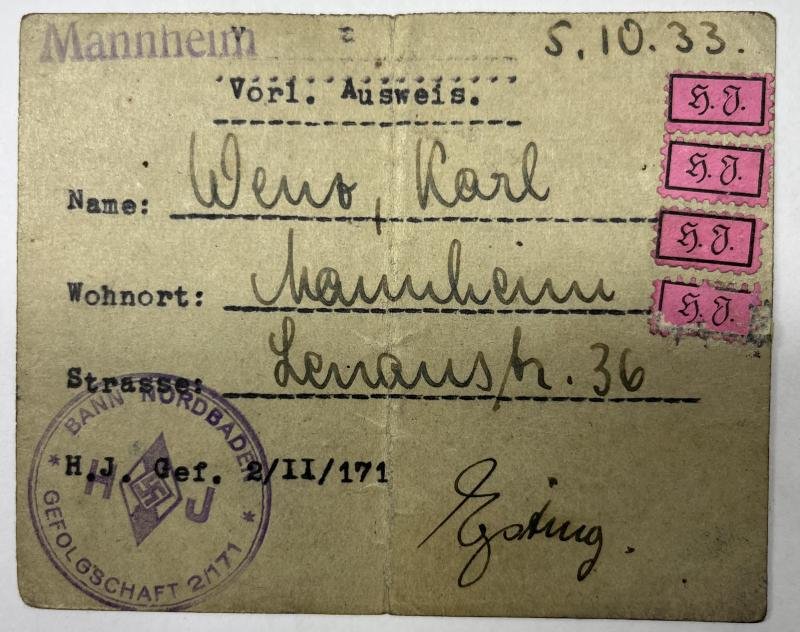 Mannheim 5.10.33.
Vorl. Ausweis.
H.J.
Name: Karl
H.J.
Wohnort: Mannheim
H.J.
H.J.
Strasse: Lenaustr. 36
BANN NORDBADEN
H.J. Gef. 2/II/171
H J
GEFOLGSCHAFT 2/171